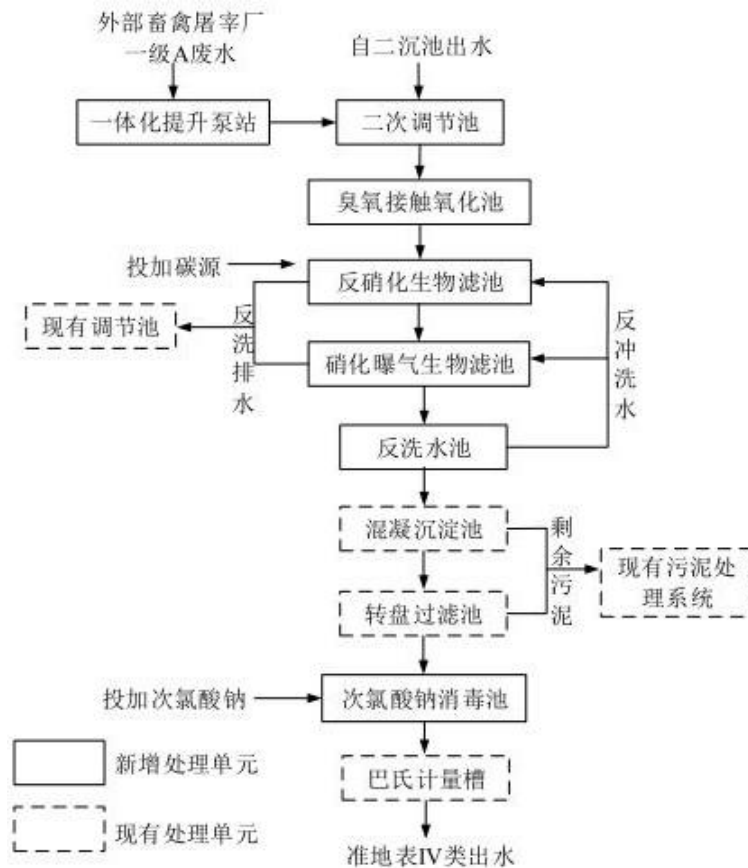 外部畜禽屠宰厂
一级A废水
自二沉池出水
一体化提升泵站
二次调节池
臭氧接触氧化池
投加碳源
反硝化生物滤池
现有调节池
反洗排水
反冲洗水
硝化曝气生物滤池
反洗水池
混凝沉淀池
剩余污泥
现有污泥处
理系统
转盘过滤池
投加次氯酸钠
次氯酸钠消毒池
新增处理单元
巴氏计量槽
现有处理单元
准地表IV类出水